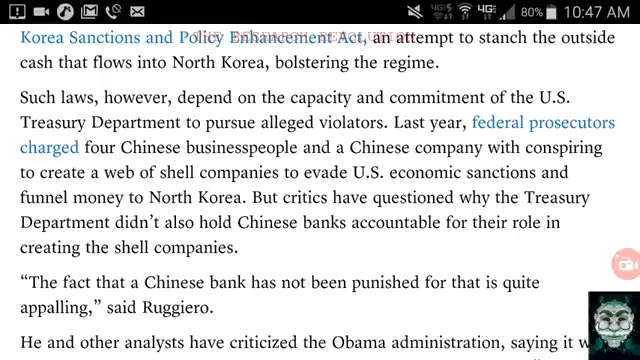 80% 10:47 AM
THE RESEARCH REVOLUTION
Korea Sanctions and Policy Enhancement Act, an attempt to stanch the outside
cash that flows into North Korea, bolstering the regime.
Such laws, however, depend on the capacity and commitment of the U.S.
Treasury Department to pursue alleged violators. Last year, federal prosecutors
charged four Chinese businesspeople and a Chinese company with conspiring
to create a web of shell companies to evade U.S. economic sanctions and
funnel money to North Korea. But critics have questioned why the Treasury
Department didn’t also hold Chinese banks accountable for their role in
creating the shell companies.
“The fact that a Chinese bank has not been punished for that is quite
appalling,” said Ruggiero.
He and other analysts have criticized the Obama administration, saying it w